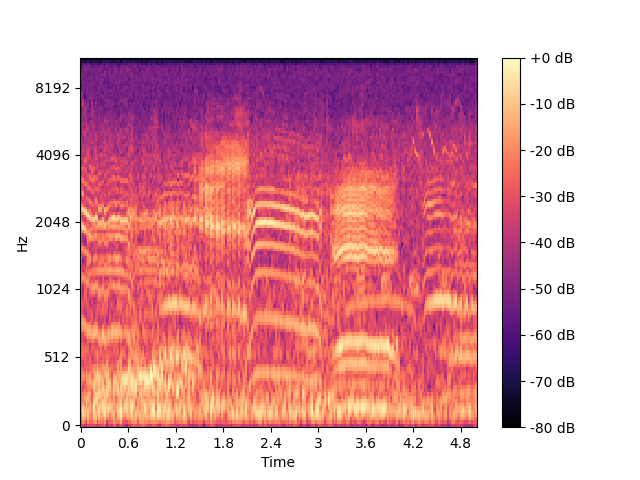 +0 dB
8192
-10 dB
4096
-20 dB
-30 dB
2048
Hz
-40 dB
1024
-50 dB
-60 dB
512
-70 dB
0
-80 dB
0 0.6 1.2 1.8 2.4 3 3.6 4.2 4.8
Time